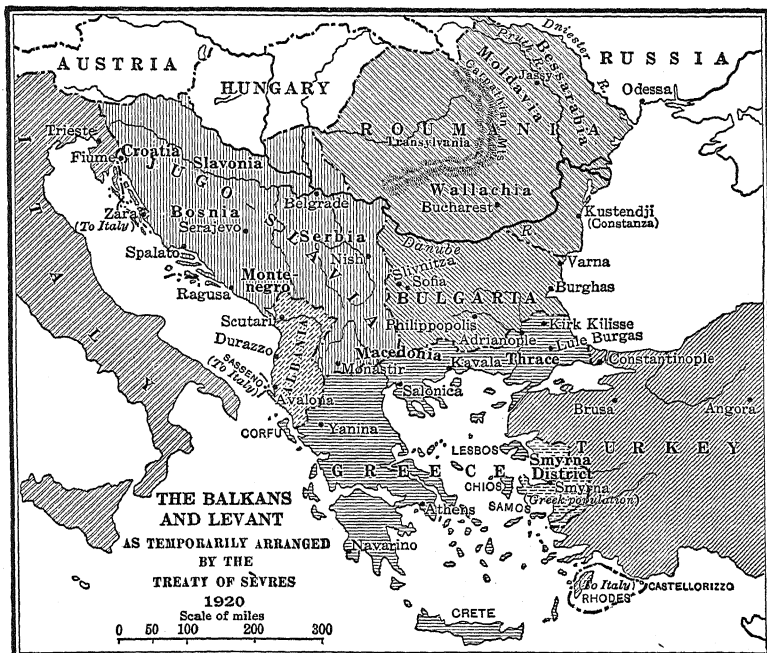 AUSTRIA
HUNGARY
RUSSIA
Dniester R.
Pruth R.
Bessarabia
Moldavia
Jassy
Odessa
Carpathian Mts
ROUMANIA
Transylvania
ITALY
Trieste
Fiume
Croatia
Slavonia
JUGO SLAVIA
Wallachia
Bucharest
Zara
(To Italy)
Bosnia
Serajevo
Belgrade
Serbia
Nish
Kustendji
(Constanza)
Danube R.
Spalato
Slivnitza
Sofia
Varna
Ragusa
Monte-
negro
BULGARIA
Burghas
Scutari
Philippopolis
Kirk Kilisse
Adrianople
Lule Burgas
Durazzo
ALBANIA
Macedonia
Monastir
Kavala
Thrace
Constantinople
SASSENO
(To Italy)
Avalona
Salonica
Brusa
Angora
CORFU
Yanina
LESBOS
TURKEY
Smyrna
District
GREECE
CHIOS
Smyrna
(Greek population)
SAMOS
Athens
Navarino
(To Italy)
RHODES
CASTELLORIZZO
CRETE
THE BALKANS
AND LEVANT
AS TEMPORARILY ARRANGED
BY THE
TREATY OF SÈVRES
1920
Scale of miles
0 50 100 200 300